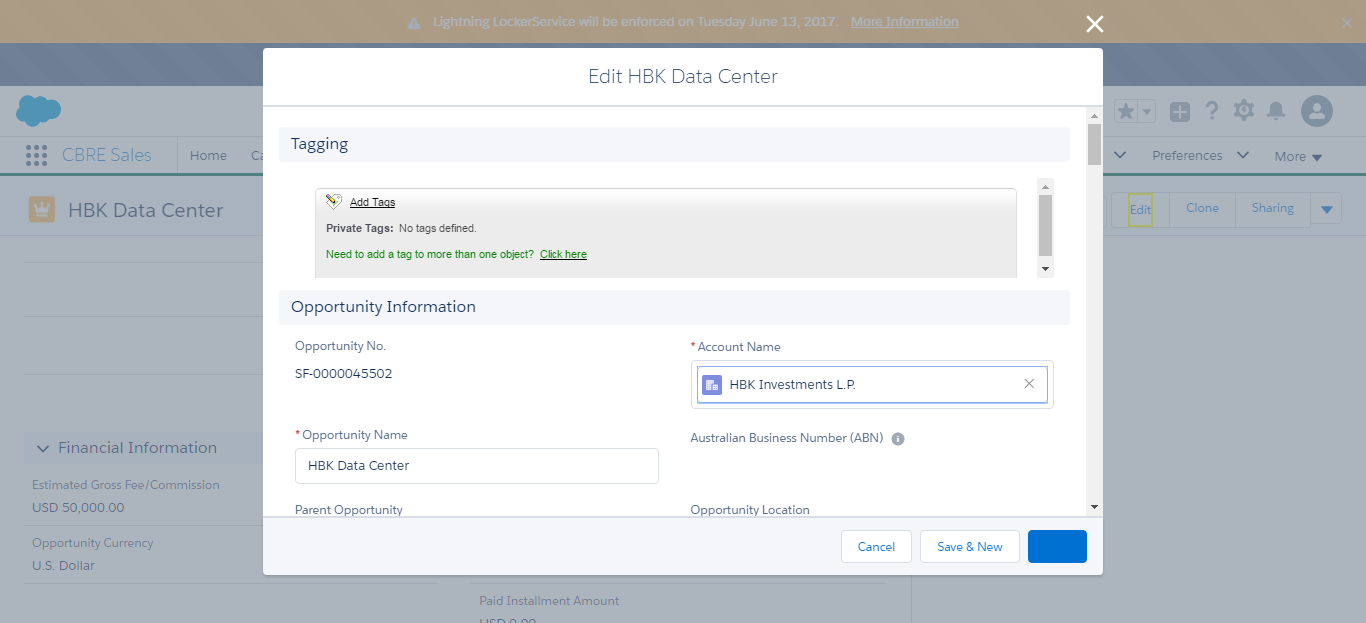 Lightning LockerService will be enforced on Tuesday June 13, 2017. More Information
Edit HBK Data Center
CBRE Sales Home Ca Preferences More
HBK Data Center
Edit Clone Sharing
Tagging
Add Tags
Private Tags: No tags defined.
Need to add a tag to more than one object? Click here
Opportunity Information
Opportunity No.
SF-0000045502
* Account Name
HBK Investments L.P.
* Opportunity Name
HBK Data Center
Australian Business Number (ABN)
Parent Opportunity
Opportunity Location
Cancel Save & New
Financial Information
Estimated Gross Fee/Commission
USD 50,000.00
Opportunity Currency
U.S. Dollar
Paid Installment Amount
USD 0.00